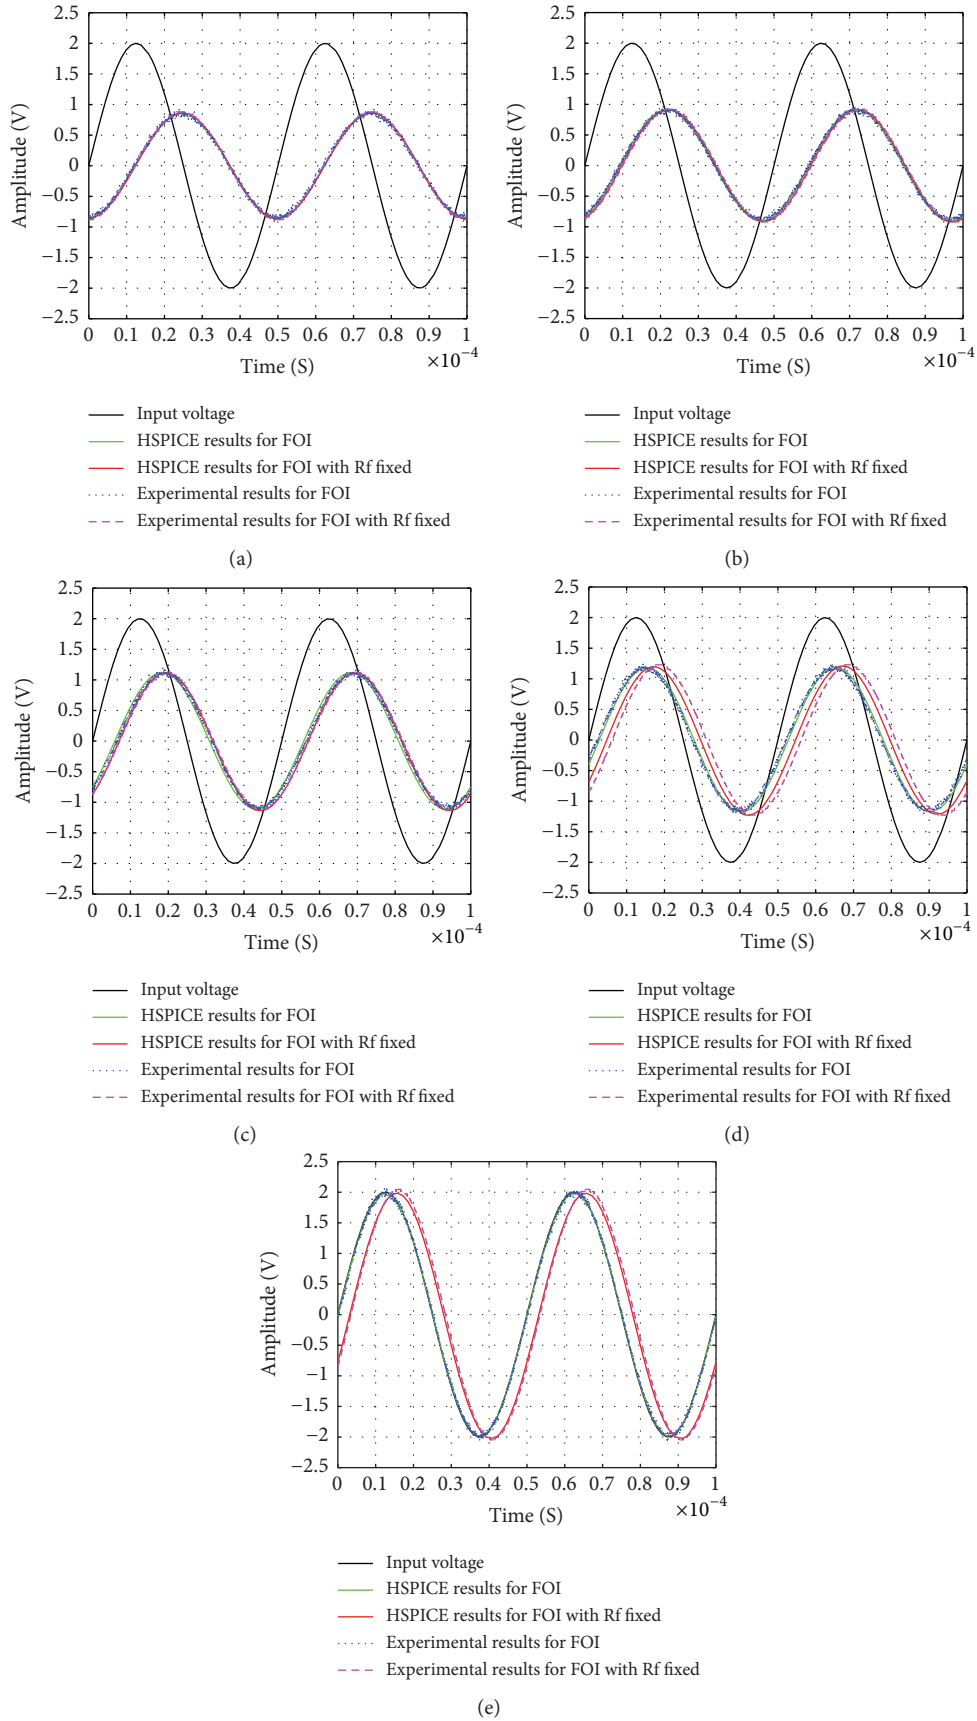 2.5
2
1.5
1
0.5
0
−0.5
−1
−1.5
−2
−2.5
Amplitude (V)
0 0.1 0.2 0.3 0.4 0.5 0.6 0.7 0.8 0.9 1
×10−4
Time (S)
Input voltage
HSPICE results for FOI
HSPICE results for FOI with Rf fixed
Experimental results for FOI
Experimental results for FOI with Rf fixed
(a)
2.5
2
1.5
1
0.5
0
−0.5
−1
−1.5
−2
−2.5
Amplitude (V)
0 0.1 0.2 0.3 0.4 0.5 0.6 0.7 0.8 0.9 1
×10−4
Time (S)
Input voltage
HSPICE results for FOI
HSPICE results for FOI with Rf fixed
Experimental results for FOI
Experimental results for FOI with Rf fixed
(b)
2.5
2
1.5
1
0.5
0
−0.5
−1
−1.5
−2
−2.5
Amplitude (V)
0 0.1 0.2 0.3 0.4 0.5 0.6 0.7 0.8 0.9 1
×10−4
Time (S)
Input voltage
HSPICE results for FOI
HSPICE results for FOI with Rf fixed
Experimental results for FOI
Experimental results for FOI with Rf fixed
(c)
2.5
2
1.5
1
0.5
0
−0.5
−1
−1.5
−2
−2.5
Amplitude (V)
0 0.1 0.2 0.3 0.4 0.5 0.6 0.7 0.8 0.9 1
×10−4
Time (S)
Input voltage
HSPICE results for FOI
HSPICE results for FOI with Rf fixed
Experimental results for FOI
Experimental results for FOI with Rf fixed
(d)
2.5
2
1.5
1
0.5
0
−0.5
−1
−1.5
−2
−2.5
Amplitude (V)
0 0.1 0.2 0.3 0.4 0.5 0.6 0.7 0.8 0.9 1
×10−4
Time (S)
Input voltage
HSPICE results for FOI
HSPICE results for FOI with Rf fixed
Experimental results for FOI
Experimental results for FOI with Rf fixed
(e)